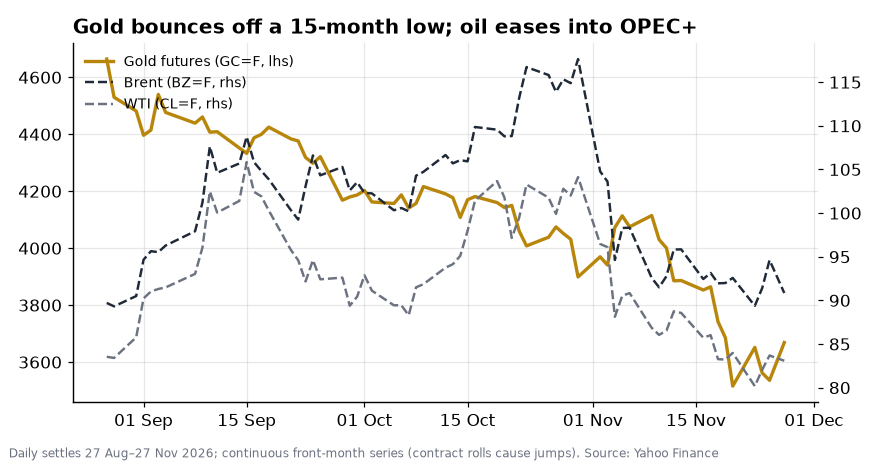 Gold bounces off a 15-month low; oil eases into OPEC+
Gold futures (GC=F, lhs)
Brent (BZ=F, rhs)
WTI (CL=F, rhs)
4600
4400
4200
4000
3800
3600
115
110
105
100
95
90
85
80
01 Sep
15 Sep
01 Oct
15 Oct
01 Nov
15 Nov
01 Dec
Daily settles 27 Aug–27 Nov 2026; continuous front-month series (contract rolls cause jumps). Source: Yahoo Finance